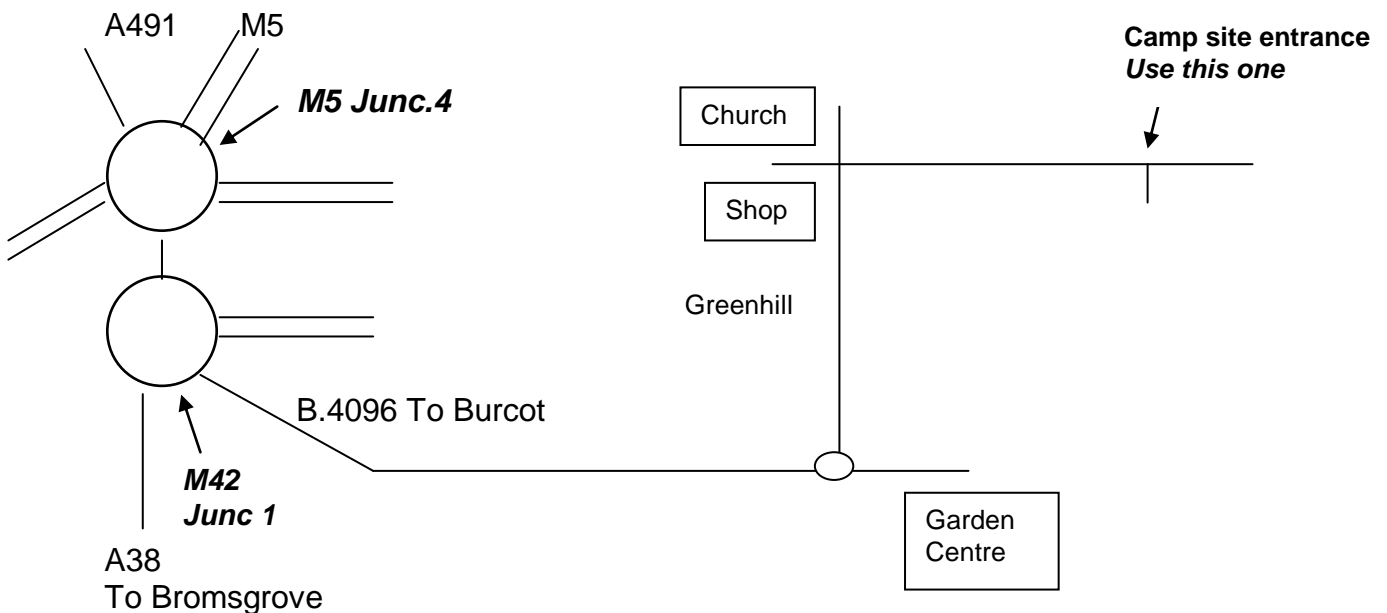 A491
M5
M5 Junc.4
Camp site entrance
Use this one
Church
Shop
Greenhill
B.4096 To Burcot
M42
Junc 1
Garden
Centre
A38
To Bromsgrove